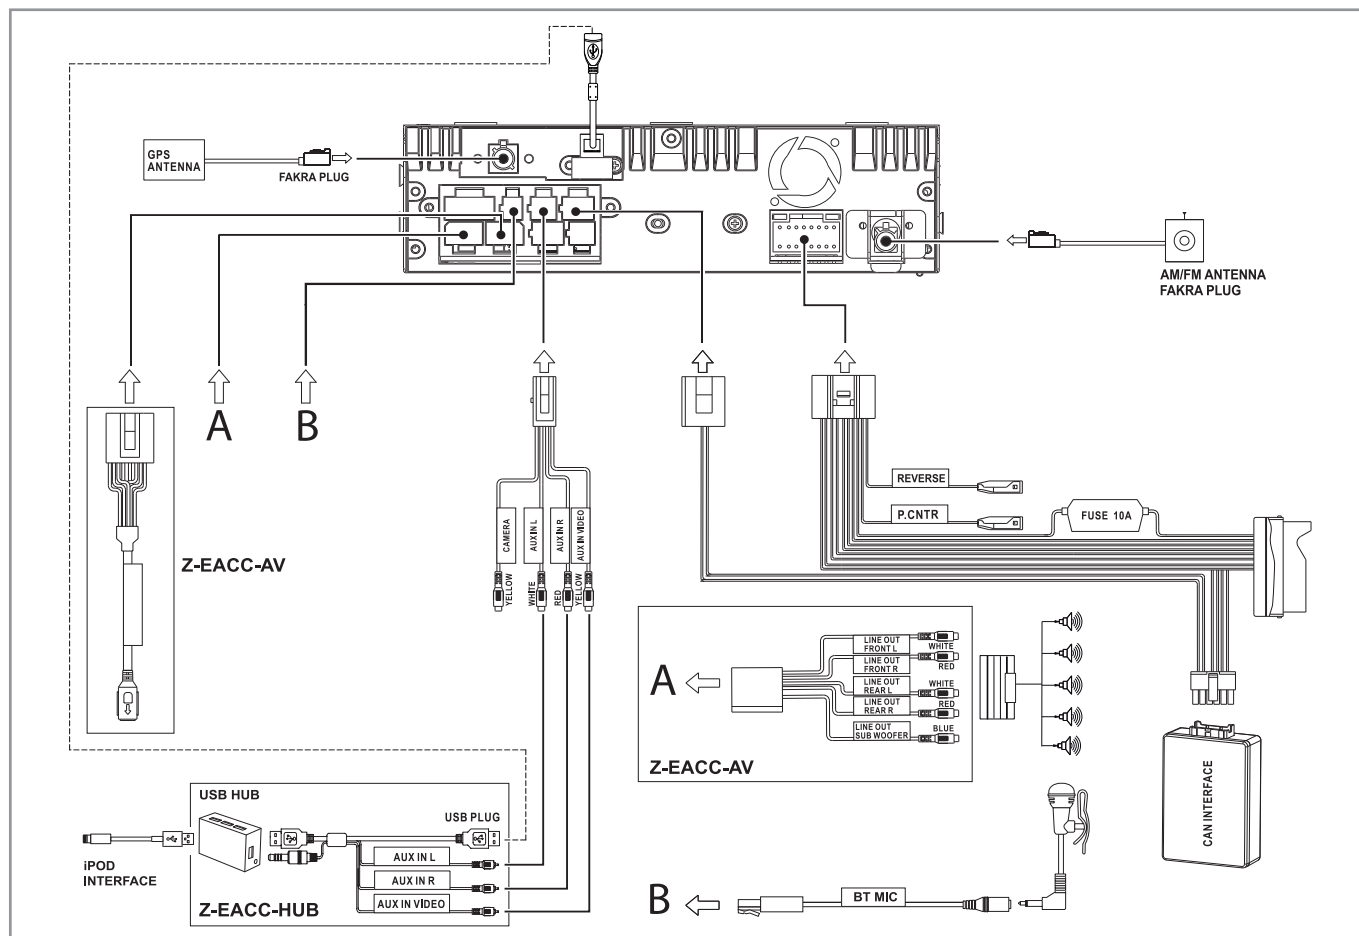 GPS
ANTENNA
FAKRA PLUG
AM/FM ANTENNA
FAKRA PLUG
A
B
Z-EACC-AV
CAMERA
AUX IN L
AUX IN R
AUX IN VIDEO
YELLOW
WHITE
RED
YELLOW
REVERSE
P.CNTR
FUSE 10A
A
LINE OUT
FRONT L
WHITE
LINE OUT
FRONT R
RED
LINE OUT
REAR L
WHITE
LINE OUT
REAR R
RED
LINE OUT
SUB WOOFER
BLUE
Z-EACC-AV
CAN INTERFACE
USB HUB
USB PLUG
iPOD
INTERFACE
AUX IN L
AUX IN R
AUX IN VIDEO
Z-EACC-HUB
B
BT MIC